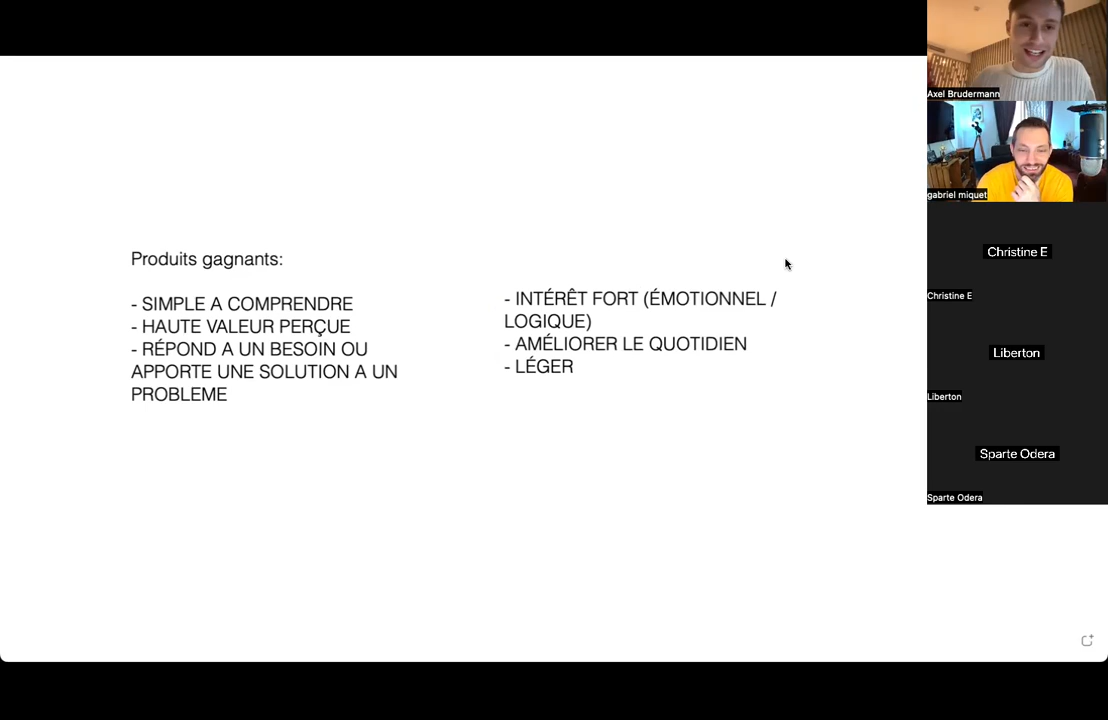 Produits gagnants:
- SIMPLE A COMPRENDRE
- HAUTE VALEUR PERÇUE
- RÉPOND A UN BESOIN OU
APPORTE UNE SOLUTION A UN
PROBLEME
- INTÉRÊT FORT (ÉMOTIONNEL /
LOGIQUE)
- AMÉLIORER LE QUOTIDIEN
- LÉGER
Axel Brudermann
gabriel miquet
Christine E
Christine E
Liberton
Liberton
Sparte Odera
Sparte Odera